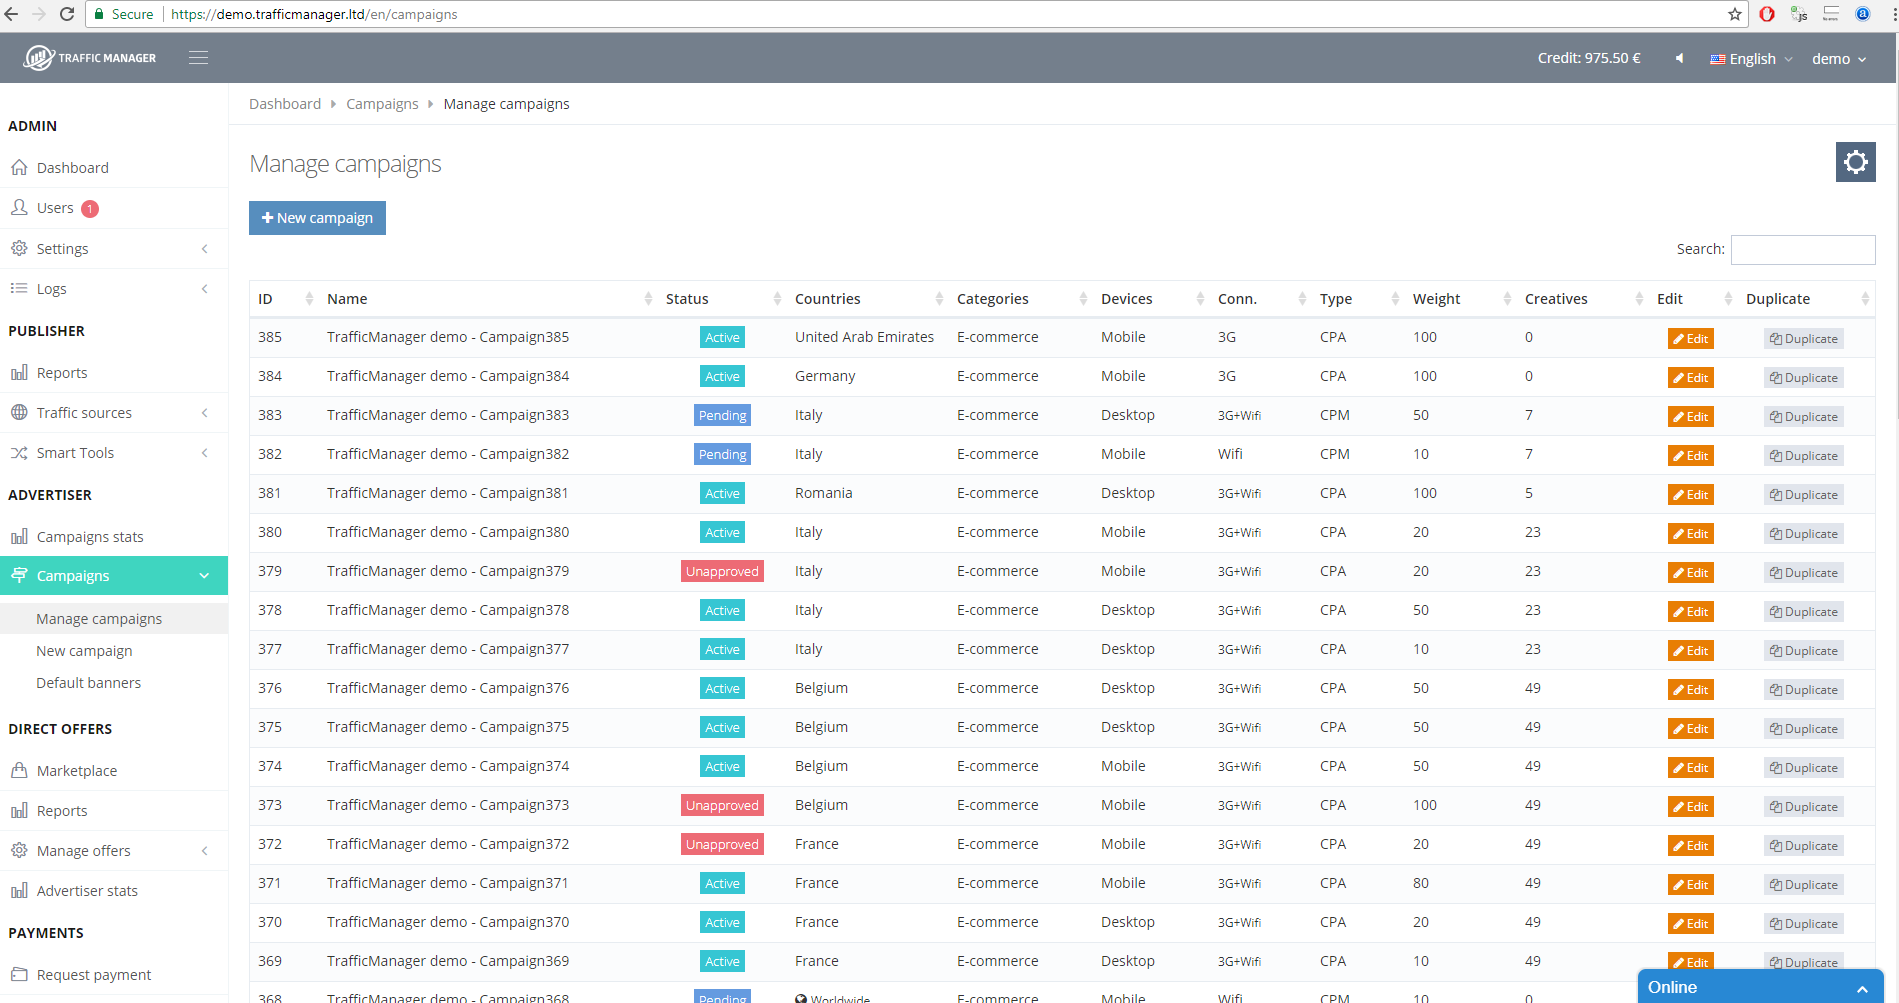 Secure https://demo.trafficmanager.ltd/en/campaigns
TRAFFIC MANAGER Credit: 975.50 € English demo
Dashboard Campaigns Manage campaigns
ADMIN
Dashboard
Users 1
Settings
Logs
PUBLISHER
Reports
Traffic sources
Smart Tools
ADVERTISER
Campaigns stats
Campaigns
Manage campaigns
New campaign
Default banners
DIRECT OFFERS
Marketplace
Reports
Manage offers
Advertiser stats
PAYMENTS
Request payment
Manage campaigns
New campaign
Search:
ID Name Status Countries Categories Devices Conn. Type Weight Creatives Edit Duplicate
385 TrafficManager demo - Campaign385 Active United Arab Emirates E-commerce Mobile 3G CPA 100 0 Edit Duplicate
384 TrafficManager demo - Campaign384 Active Germany E-commerce Mobile 3G CPA 100 0 Edit Duplicate
383 TrafficManager demo - Campaign383 Pending Italy E-commerce Desktop 3G+Wifi CPM 50 7 Edit Duplicate
382 TrafficManager demo - Campaign382 Pending Italy E-commerce Mobile Wifi CPM 10 7 Edit Duplicate
381 TrafficManager demo - Campaign381 Active Romania E-commerce Desktop 3G+Wifi CPA 100 5 Edit Duplicate
380 TrafficManager demo - Campaign380 Active Italy E-commerce Mobile 3G+Wifi CPA 20 23 Edit Duplicate
379 TrafficManager demo - Campaign379 Unapproved Italy E-commerce Mobile 3G+Wifi CPA 20 23 Edit Duplicate
378 TrafficManager demo - Campaign378 Active Italy E-commerce Desktop 3G+Wifi CPA 50 23 Edit Duplicate
377 TrafficManager demo - Campaign377 Active Italy E-commerce Desktop 3G+Wifi CPA 10 23 Edit Duplicate
376 TrafficManager demo - Campaign376 Active Belgium E-commerce Desktop 3G+Wifi CPA 50 49 Edit Duplicate
375 TrafficManager demo - Campaign375 Active Belgium E-commerce Desktop 3G+Wifi CPA 50 49 Edit Duplicate
374 TrafficManager demo - Campaign374 Active Belgium E-commerce Mobile 3G+Wifi CPA 50 49 Edit Duplicate
373 TrafficManager demo - Campaign373 Unapproved Belgium E-commerce Mobile 3G+Wifi CPA 100 49 Edit Duplicate
372 TrafficManager demo - Campaign372 Unapproved France E-commerce Mobile 3G+Wifi CPA 20 49 Edit Duplicate
371 TrafficManager demo - Campaign371 Active France E-commerce Mobile 3G+Wifi CPA 80 49 Edit Duplicate
370 TrafficManager demo - Campaign370 Active France E-commerce Desktop 3G+Wifi CPA 20 49 Edit Duplicate
369 TrafficManager demo - Campaign369 Active France E-commerce Desktop 3G+Wifi CPA 10 49 Edit Duplicate
368 TrafficManager demo - Campaign368 Pending Worldwide E-commerce Mobile Wifi CPM 10 0
Online